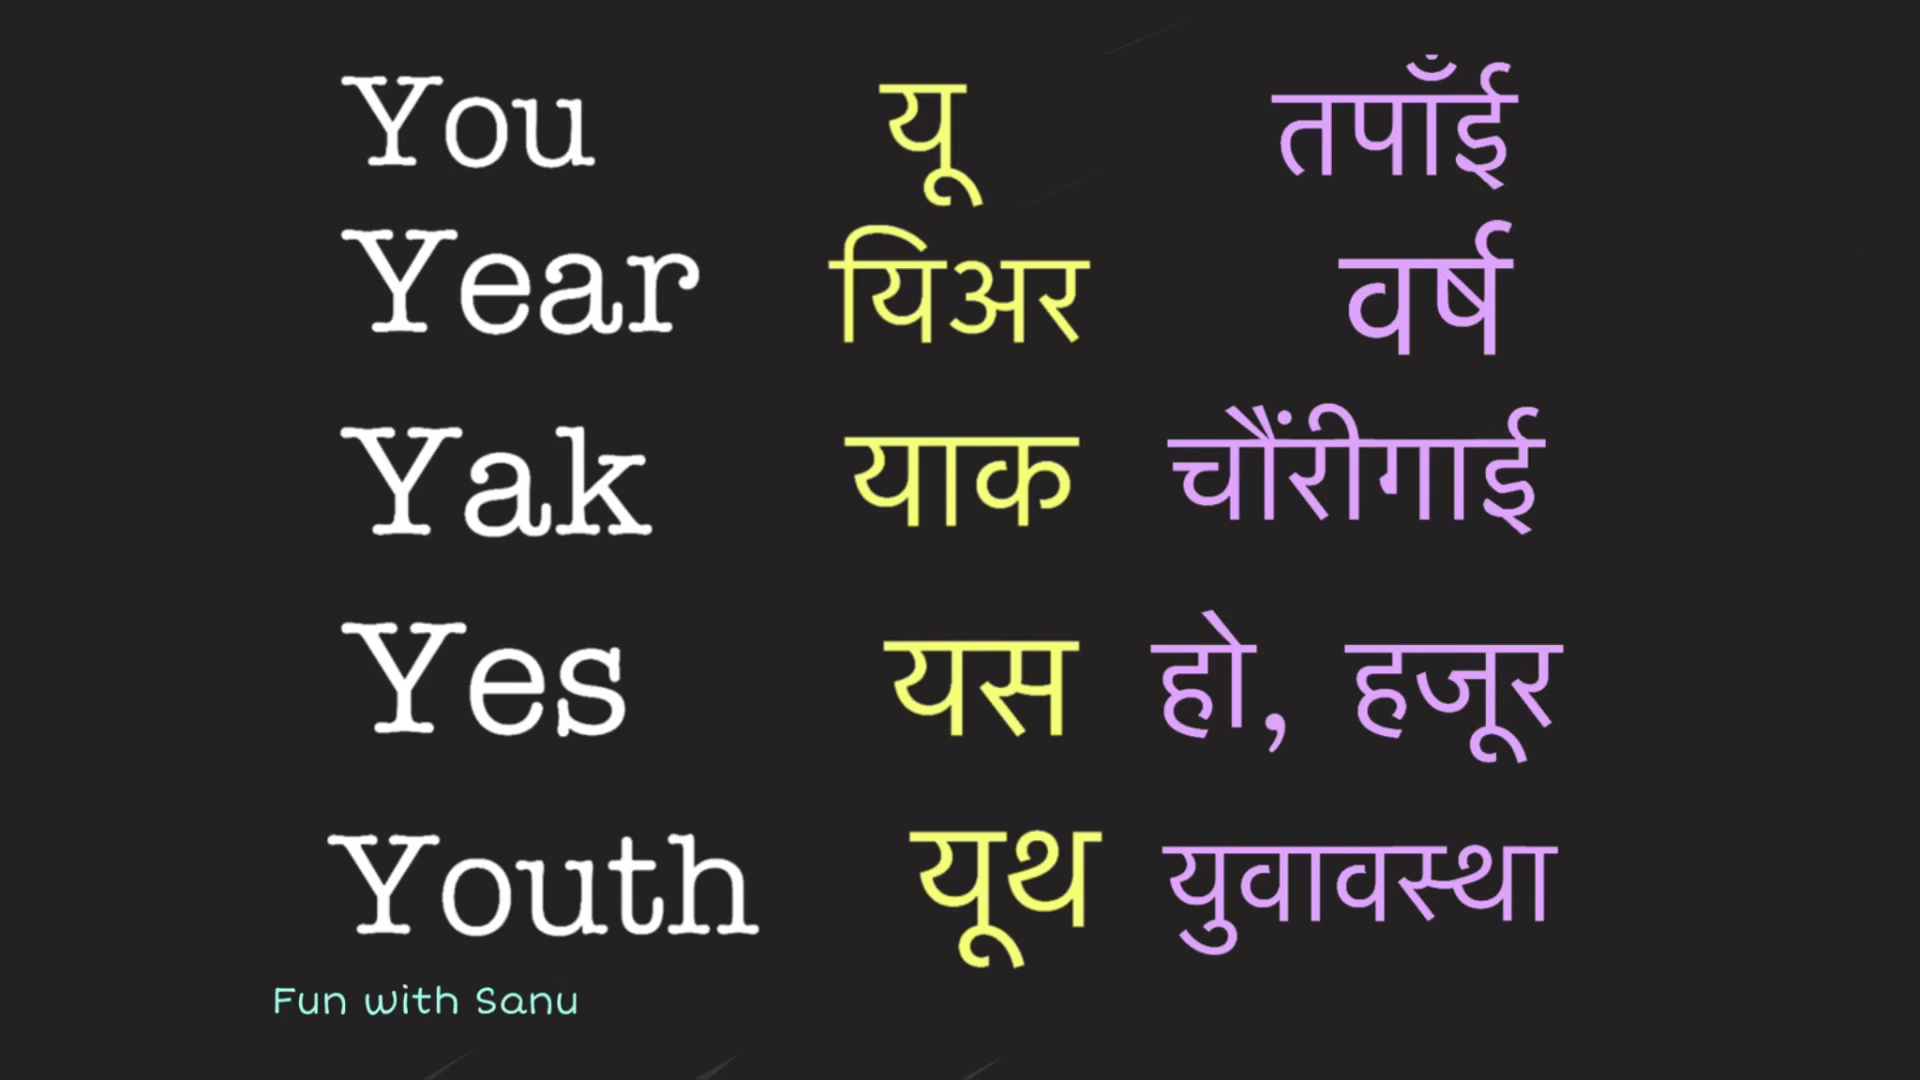 You यू तपाँई
Year यिअर वर्ष
Yak याक चौंरीगाई
Yes यस हो, हजूर
Youth यूथ युवावस्था
Fun with Sanu